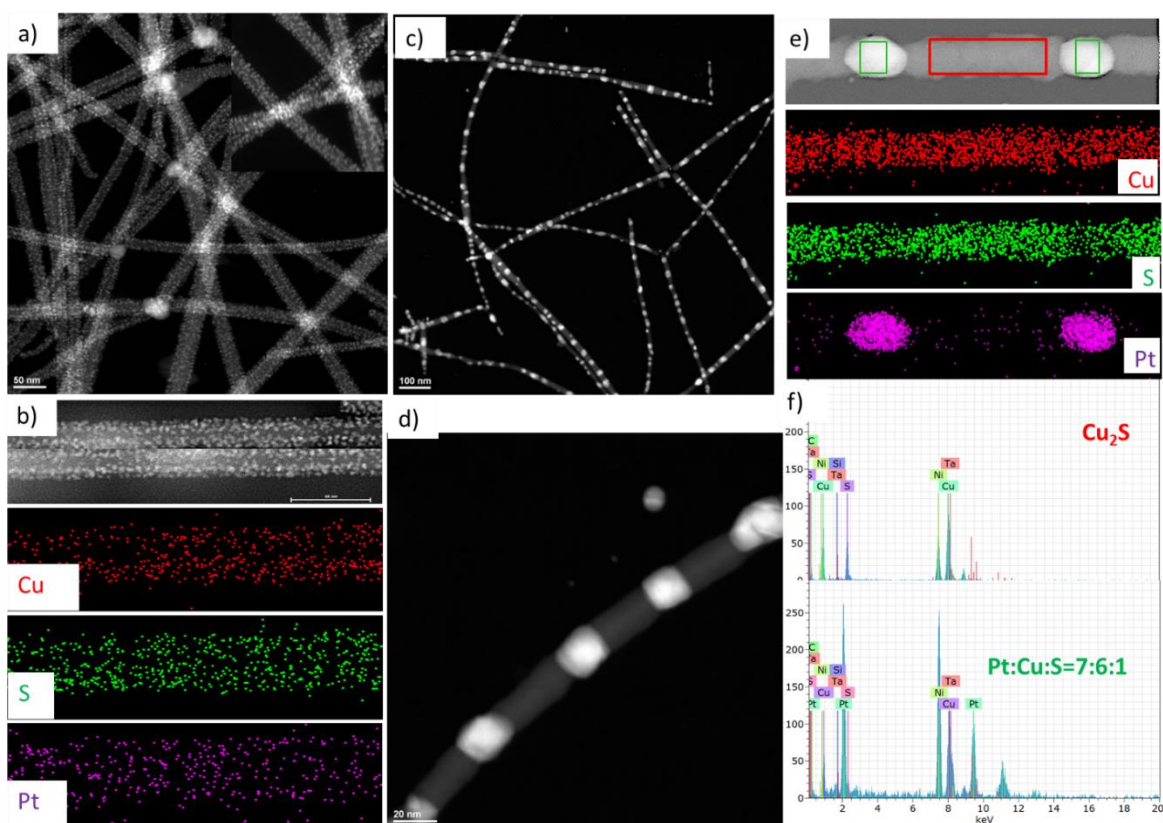 a)
50 nm
b)
Cu
S
Pt
c)
100 nm
d)
20 nm
e)
Cu
S
Pt
f)
Cu₂S
200
150
100
50
0
C
Ta
Ni Si
S Ta
Cu S
Ta
Ni
Cu
Pt:Cu:S=7:6:1
250
200
150
100
50
0
C
Ni Si
Ta
Cu S
Pt Pt
Ta
Ni
Cu
Pt
2 4 6 8 10 12 14 16 18 20
keV